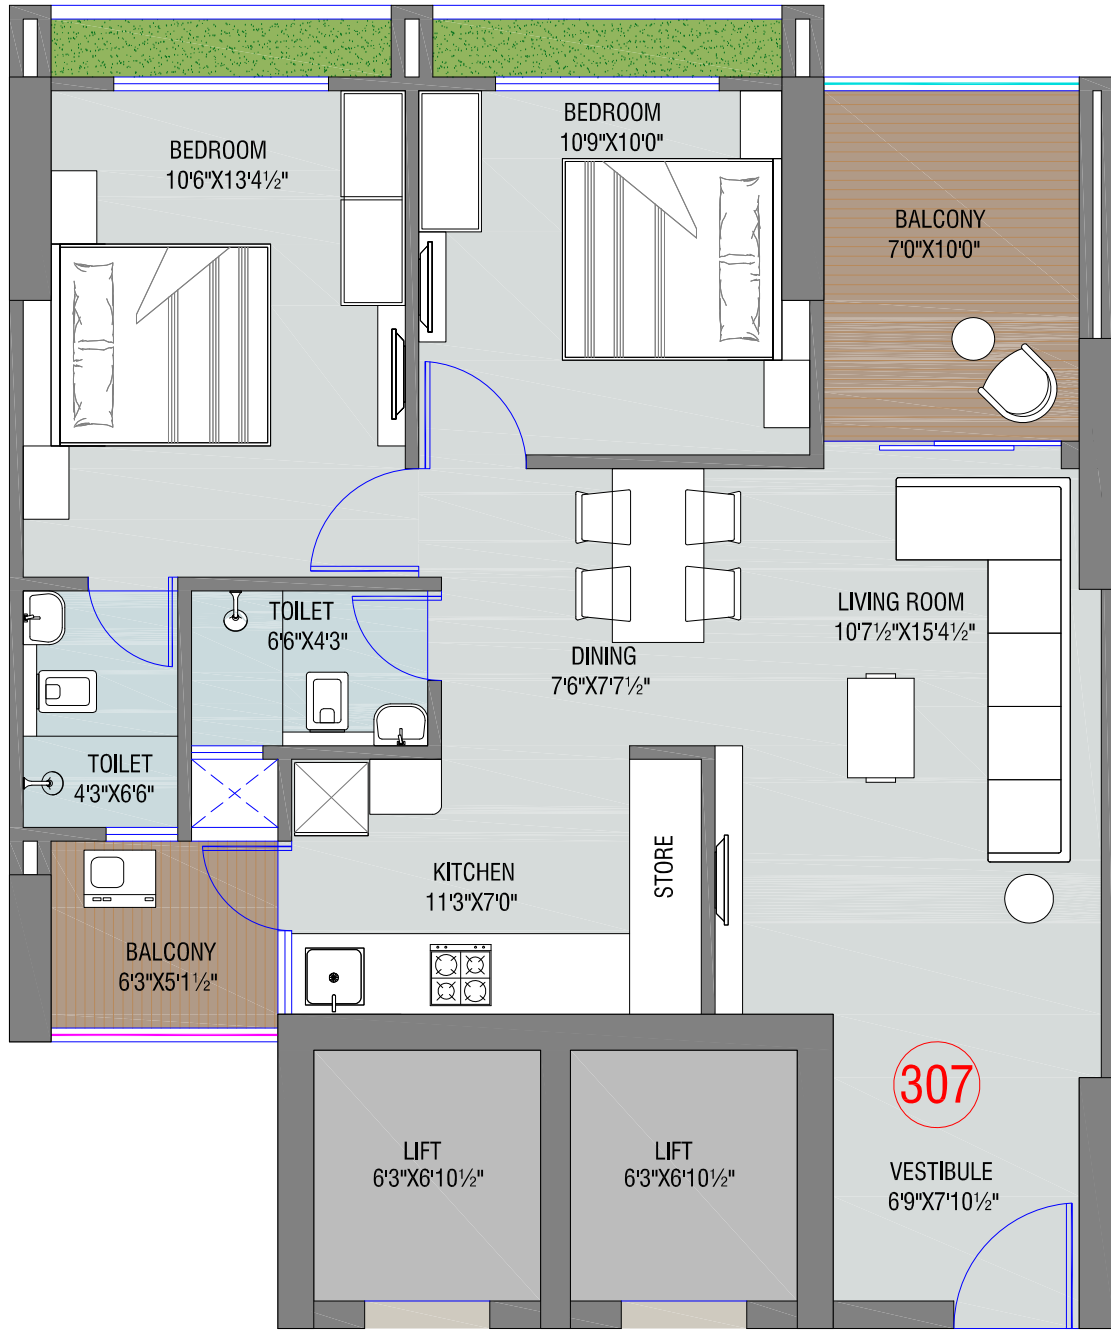 BEDROOM
10'6"X13'4½"
BEDROOM
10'9"X10'0"
BALCONY
7'0"X10'0"
TOILET
6'6"X4'3"
LIVING ROOM
10'7½"X15'4½"
DINING
7'6"X7'7½"
TOILET
4'3"X6'6"
KITCHEN
11'3"X7'0"
STORE
BALCONY
6'3"X5'1½"
307
LIFT
6'3"X6'10½"
LIFT
6'3"X6'10½"
VESTIBULE
6'9"X7'10½"